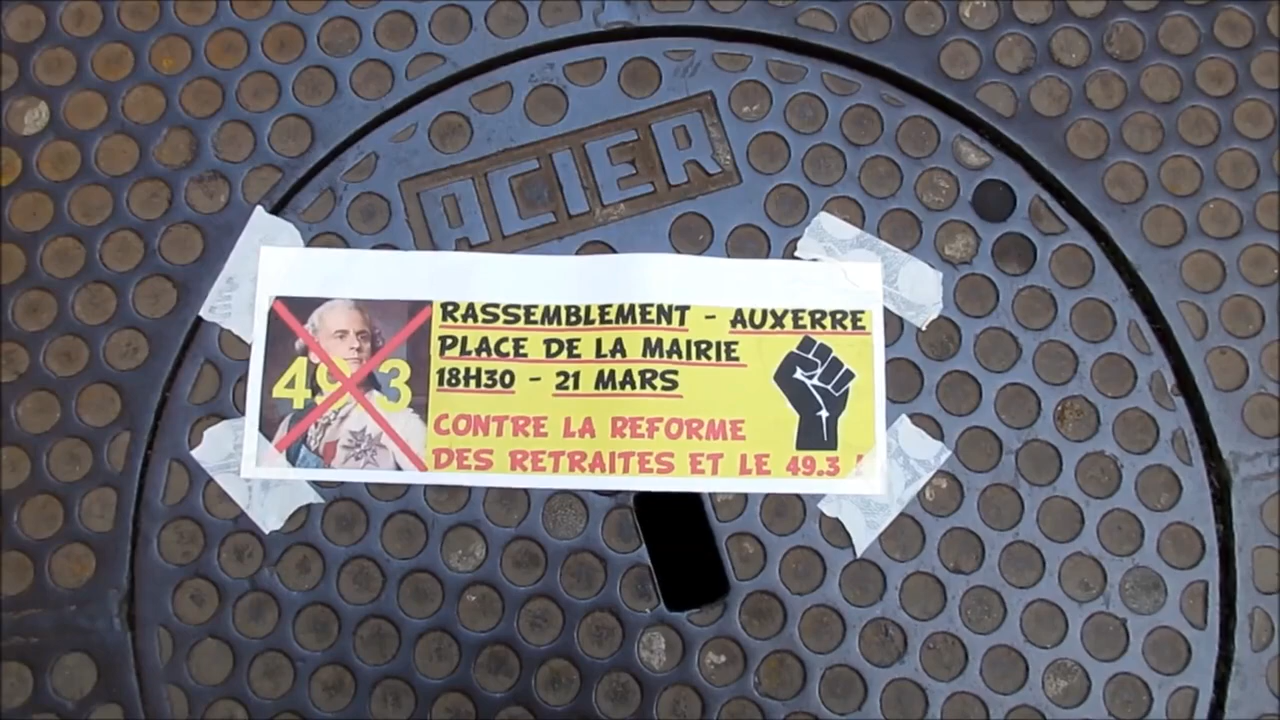 ACIER
49.3
RASSEMBLEMENT - AUXERRE
PLACE DE LA MAIRIE
18H30 - 21 MARS
CONTRE LA REFORME
DES RETRAITES ET LE 49.3 !